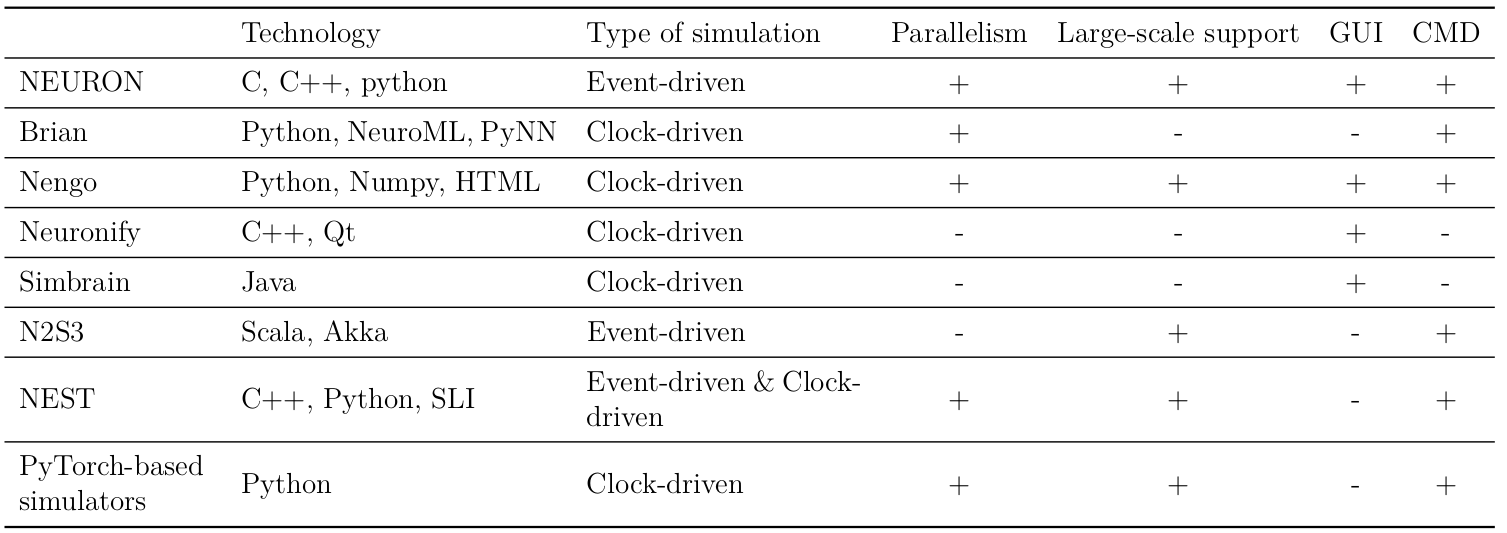 Technology Type of simulation Parallelism Large-scale support GUI CMD
NEURON C, C++, python Event-driven + + + +
Brian Python, NeuroML, PyNN Clock-driven + - - +
Nengo Python, Numpy, HTML Clock-driven + + + +
Neuronify C++, Qt Clock-driven - - + -
Simbrain Java Clock-driven - - + -
N2S3 Scala, Akka Event-driven - + - +
NEST C++, Python, SLI Event-driven & Clock-
driven + + - +
PyTorch-based
simulators Python Clock-driven + + - +